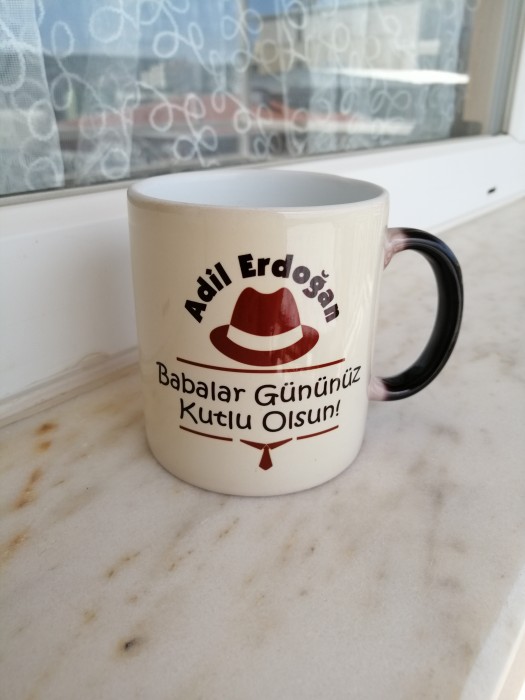 Adil Erdoğan
Babalar Gününüz
Kutlu Olsun!